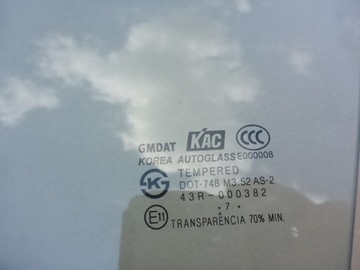 GMDAT KAC CCC
KOREA AUTOGLASS E000008
TEMPERED
DOT-748 M3.52 AS-2
43R-000382
.7.
E11 TRANSPARÊNCIA 70% MIN.